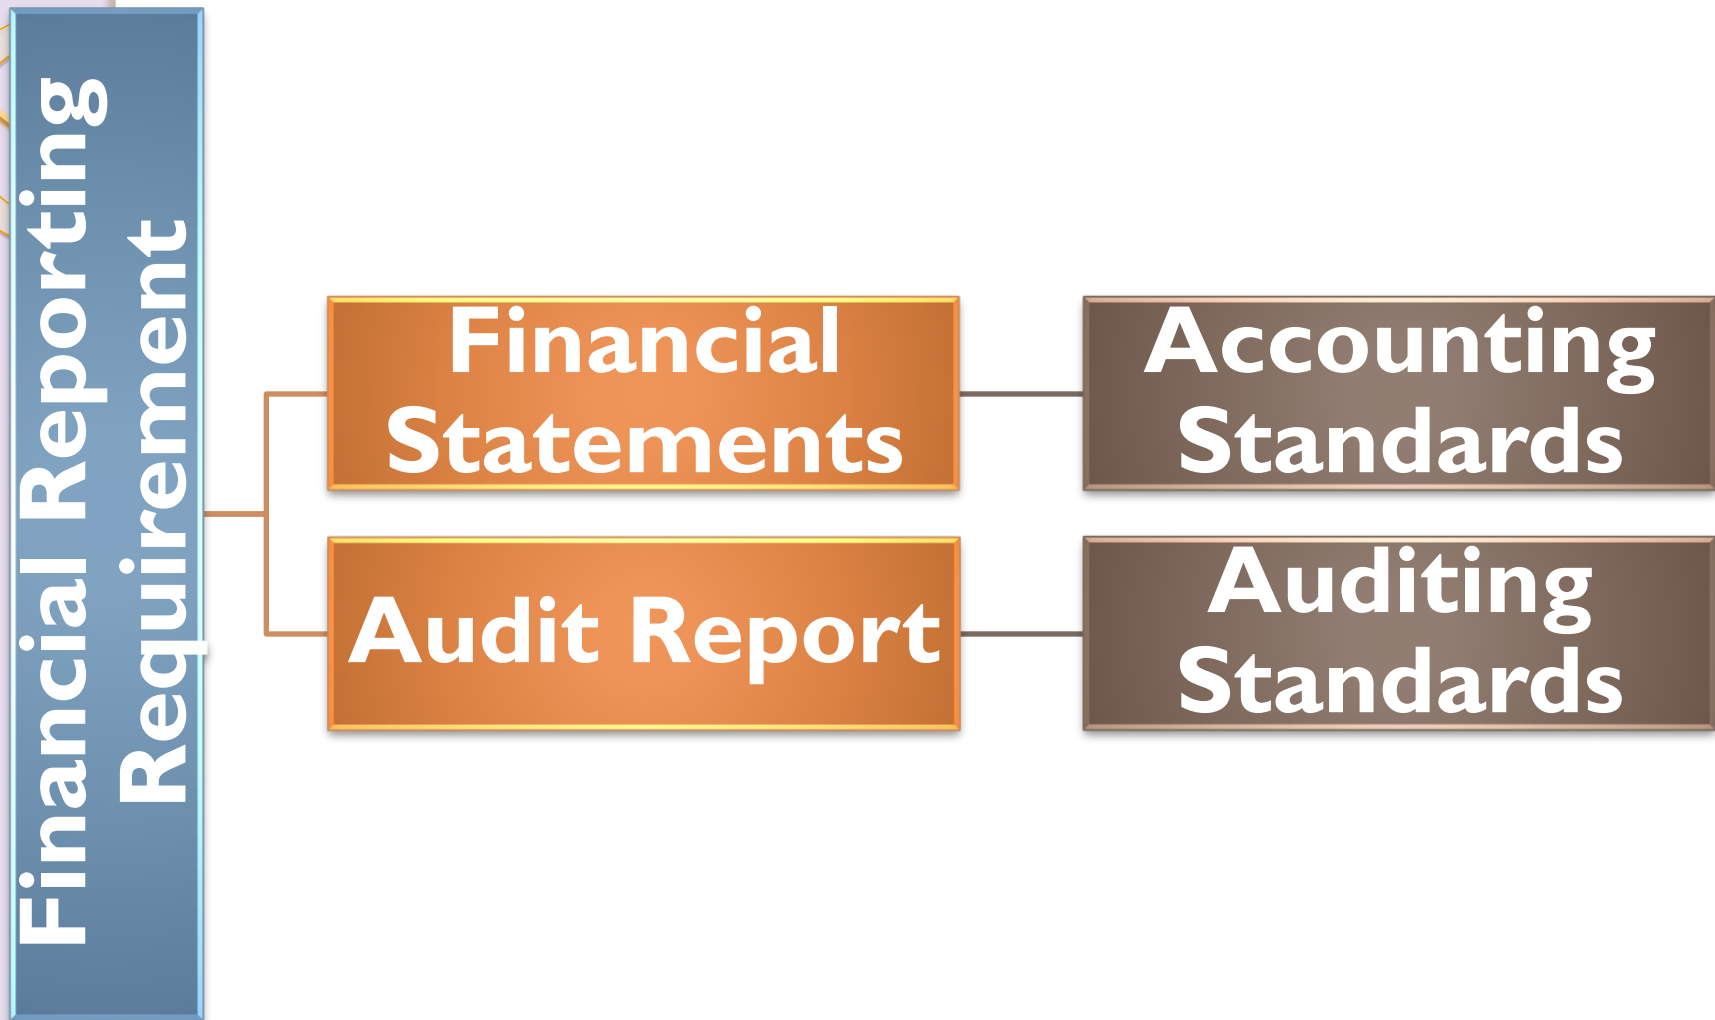 Financial Reporting
Requirement
Financial
Statements
Accounting
Standards
Audit Report
Auditing
Standards